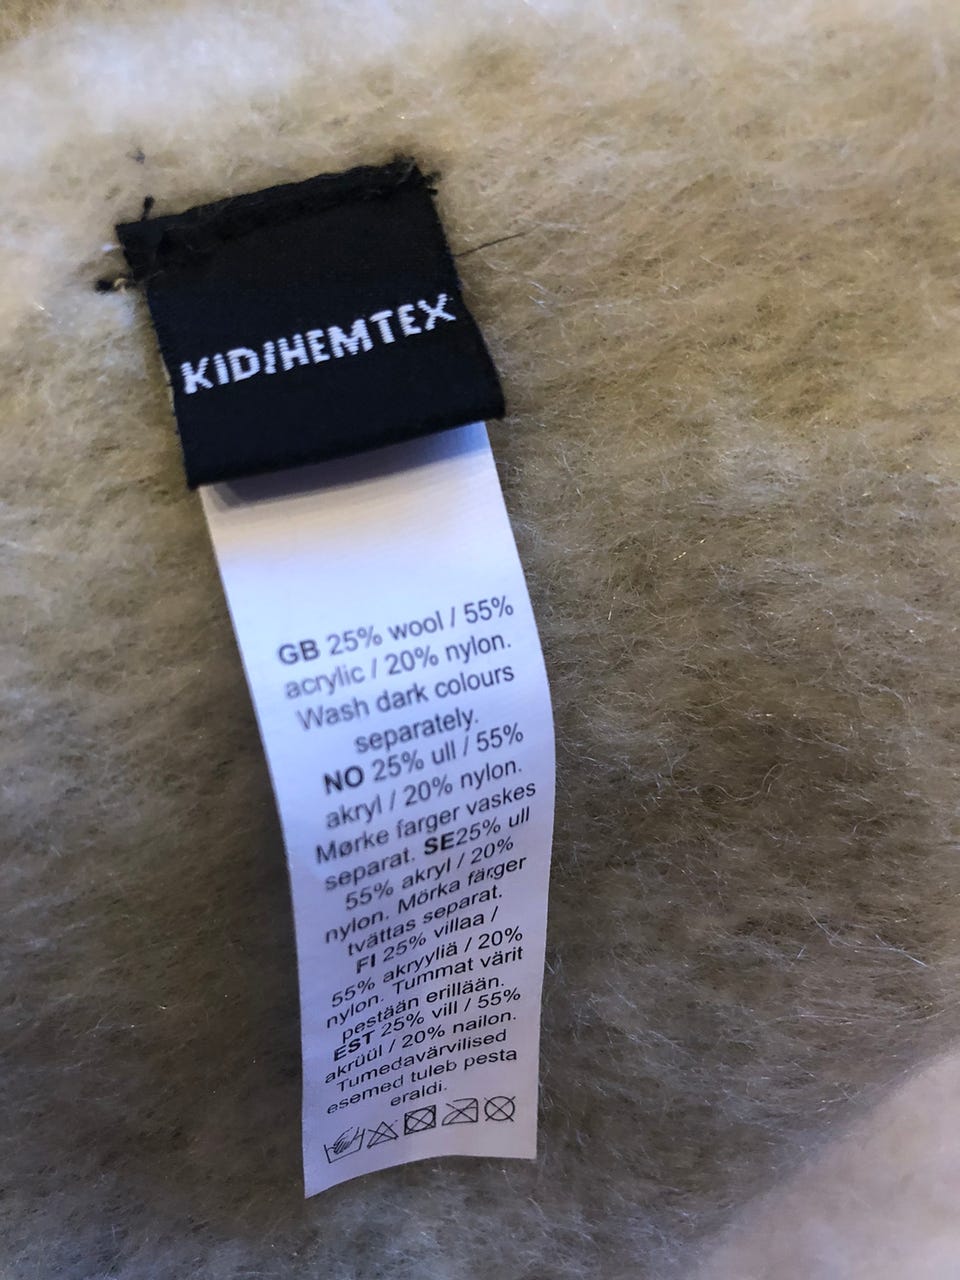 KID/HEMTEX
GB 25% wool / 55%
acrylic / 20% nylon.
Wash dark colours
separately.
NO 25% ull / 55%
akryl / 20% nylon.
Mørke farger vaskes
separat. SE25% ull
55% akryl / 20%
nylon. Mörka färger
tvättas separat.
FI 25% villaa /
55% akryyliä / 20%
nylon. Tummat värit
pestään erillään.
EST 25% vill / 55%
akrüül / 20% nailon.
Tumedavärvilised
esemed tuleb pesta
eraldi.